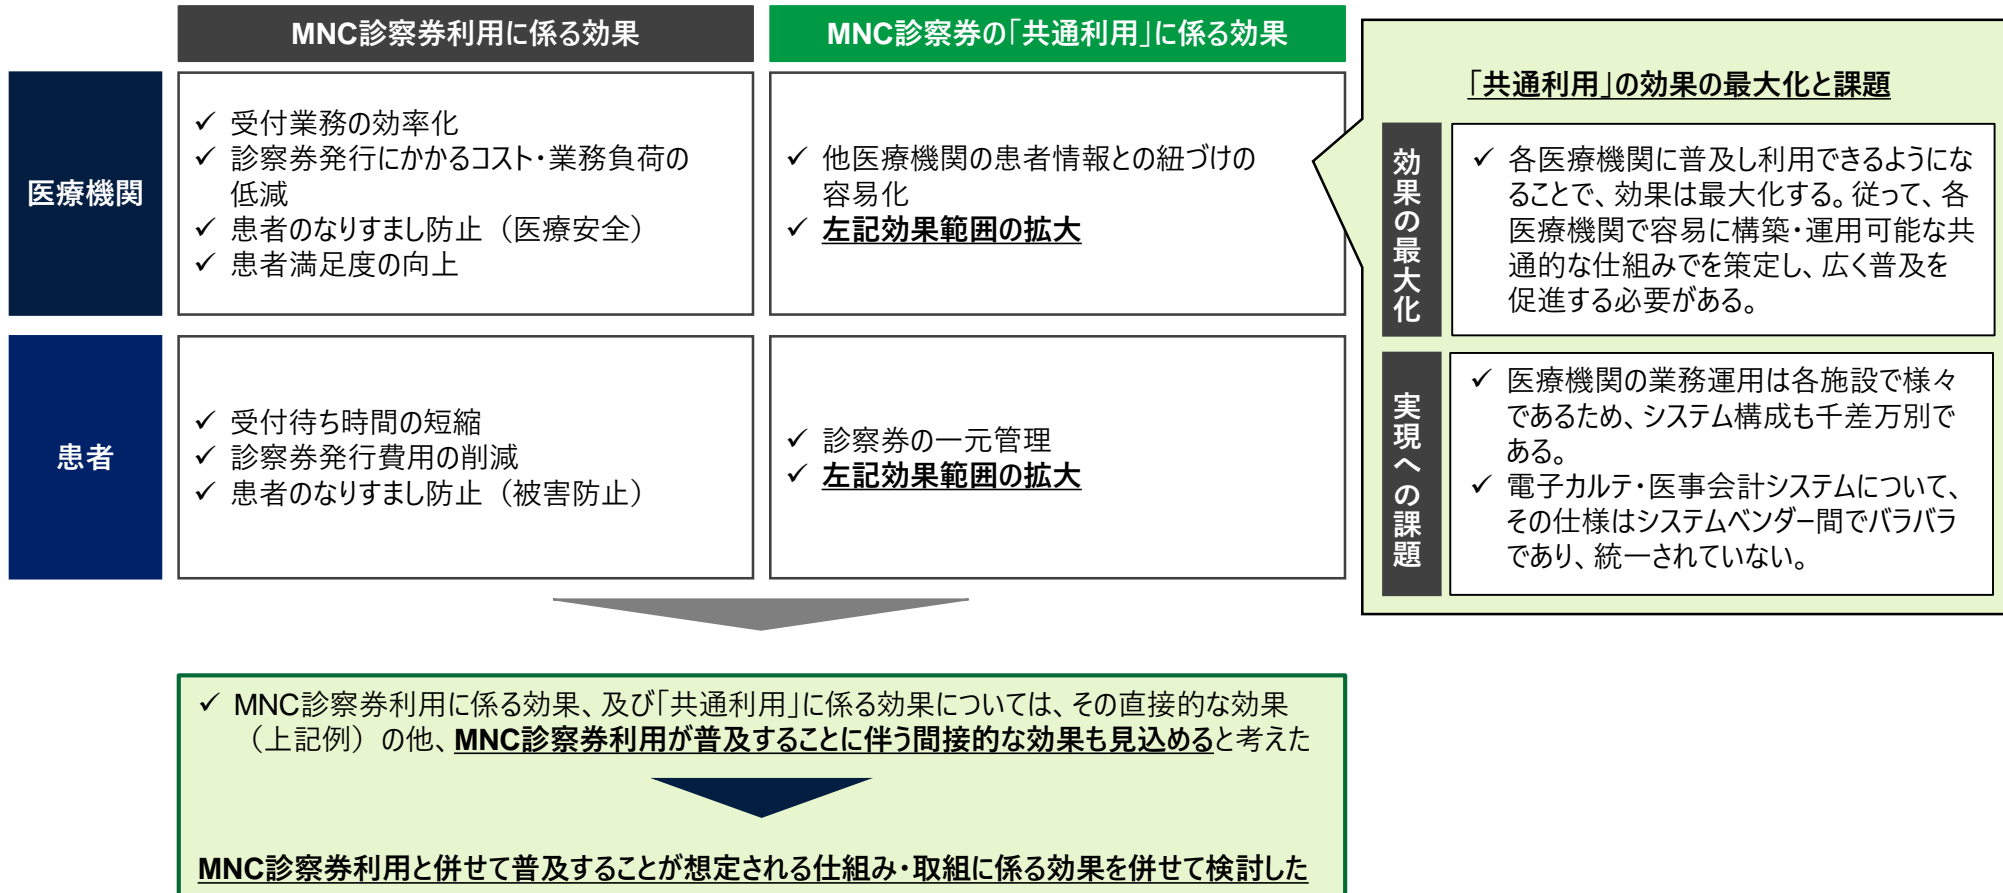 MNC診察券利用に係る効果
MNC診察券の「共通利用」に係る効果
医療機関
✓ 受付業務の効率化
✓ 診察券発行にかかるコスト・業務負荷の
低減
✓ 患者のなりすまし防止（医療安全）
✓ 患者満足度の向上
✓ 他医療機関の患者情報との紐づけの
容易化
✓ 左記効果範囲の拡大
患者
✓ 受付待ち時間の短縮
✓ 診察券発行費用の削減
✓ 患者のなりすまし防止（被害防止）
✓ 診察券の一元管理
✓ 左記効果範囲の拡大
「共通利用」の効果の最大化と課題
効果の最大化
✓ 各医療機関に普及し利用できるようにな
ることで、効果は最大化する。従って、各
医療機関で容易に構築・運用可能な共
通的な仕組みでを策定し、広く普及を
促進する必要がある。
実現への課題
✓ 医療機関の業務運用は各施設で様々
であるため、システム構成も千差万別で
ある。
✓ 電子カルテ・医事会計システムについて、
その仕様はシステムベンダー間でバラバラ
であり、統一されていない。
✓ MNC診察券利用に係る効果、及び「共通利用」に係る効果については、その直接的な効果
（上記例）の他、MNC診察券利用が普及することに伴う間接的な効果も見込めると考えた
MNC診察券利用と併せて普及することが想定される仕組み・取組に係る効果を併せて検討した